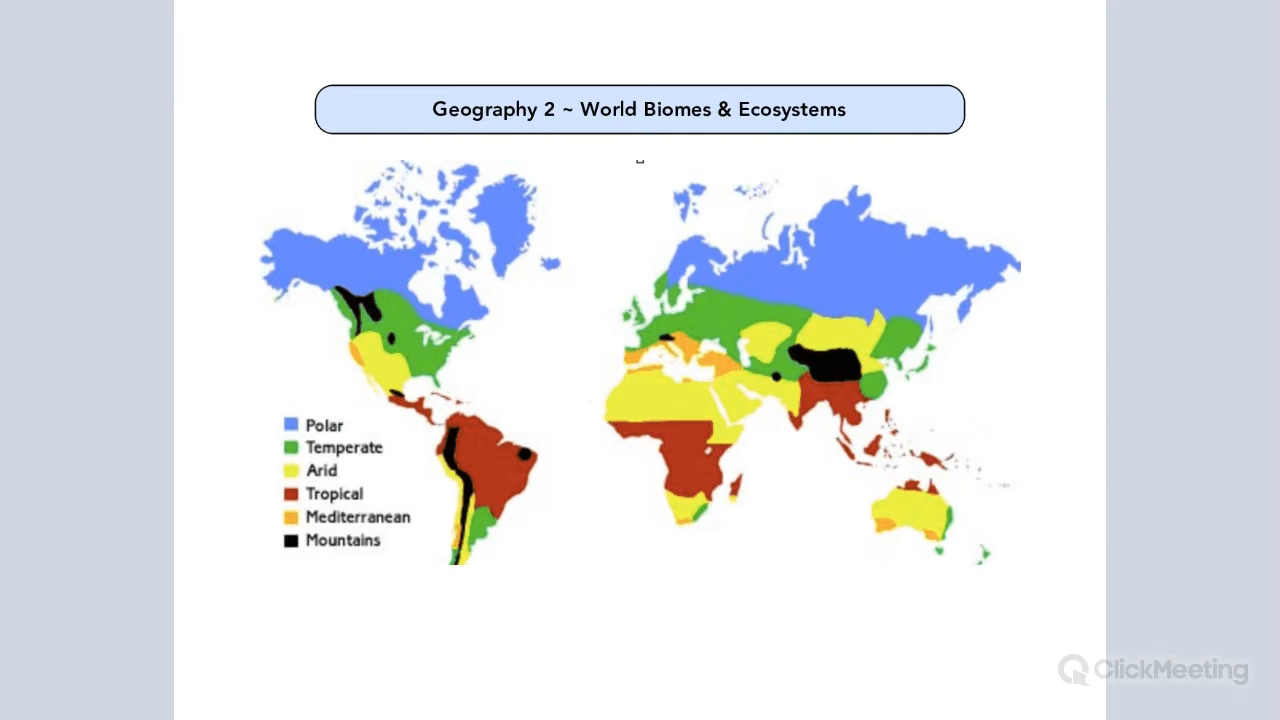 Geography 2 ~ World Biomes & Ecosystems
Polar
Temperate
Arid
Tropical
Mediterranean
Mountains
ClickMeeting